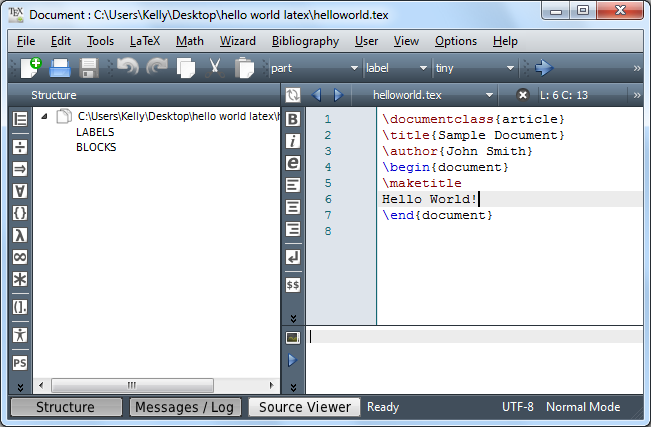 Document : C:\Users\Kelly\Desktop\hello world latex\helloworld.tex
File Edit Tools LaTeX Math Wizard Bibliography User View Options Help
part label tiny »
Structure helloworld.tex L: 6 C: 13 »
C:\Users\Kelly\Desktop\hello world latex\
LABELS
BLOCKS
B
i
e
$$
PS
1 \documentclass{article}
2 \title{Sample Document}
3 \author{John Smith}
4 \begin{document}
5 \maketitle
6 Hello World!
7 \end{document}
8
Structure Messages / Log Source Viewer Ready UTF-8 Normal Mode